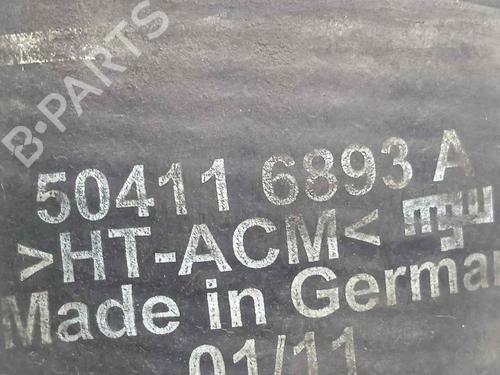 B-PARTS
50411 6893 A
>HT-ACM<
Made in German
01/11